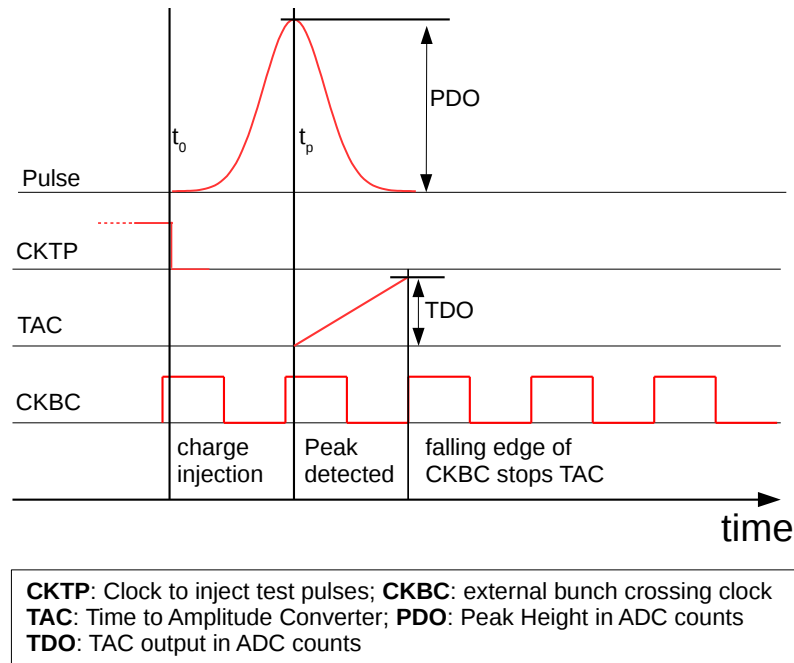 PDO
t0
tp
Pulse
CKTP
TDO
TAC
CKBC
charge
injection
Peak
detected
falling edge of
CKBC stops TAC
time
CKTP: Clock to inject test pulses; CKBC: external bunch crossing clock
TAC: Time to Amplitude Converter; PDO: Peak Height in ADC counts
TDO: TAC output in ADC counts